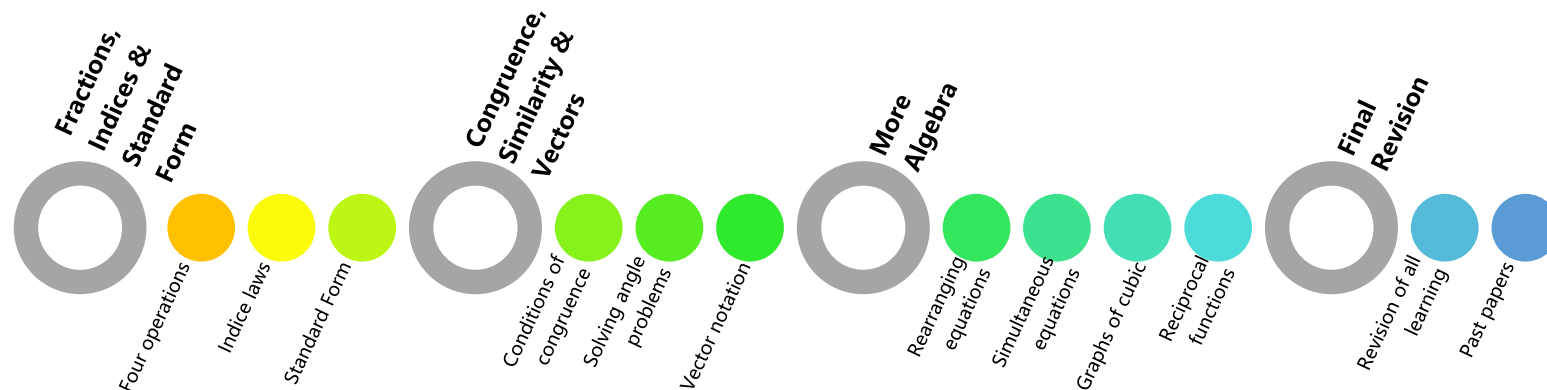 Fractions,
Indices &
Standard
Form
Four operations
Indice laws
Standard Form
Congruence,
Similarity &
Vectors
Conditions of
congruence
Solving angle
problems
Vector notation
More
Algebra
Rearranging
equations
Simultaneous
equations
Graphs of cubic
Reciprocal
functions
Final
Revision
Revision of all
learning
Past papers